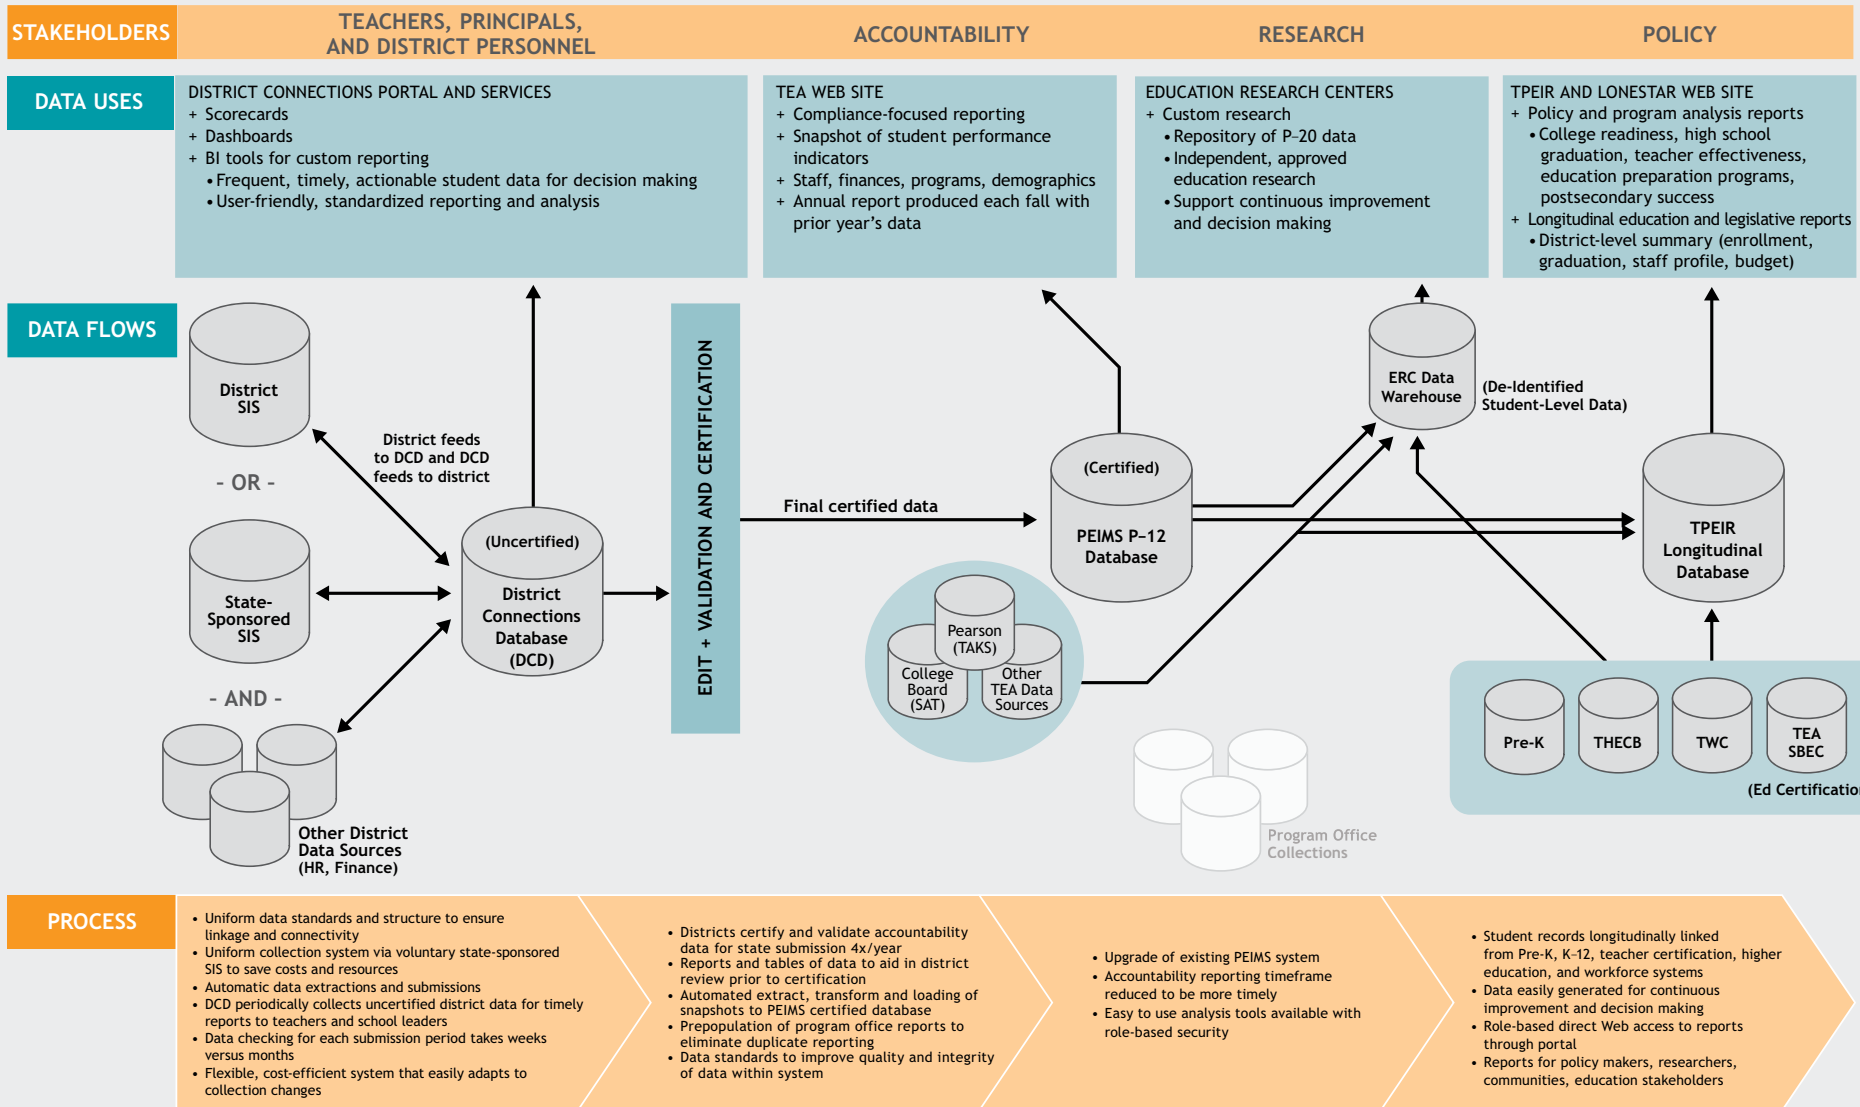 STAKEHOLDERS
TEACHERS, PRINCIPALS,
AND DISTRICT PERSONNEL
ACCOUNTABILITY
RESEARCH
POLICY
DATA USES
DISTRICT CONNECTIONS PORTAL AND SERVICES
+ Scorecards
+ Dashboards
+ BI tools for custom reporting
• Frequent, timely, actionable student data for decision making
• User-friendly, standardized reporting and analysis
TEA WEB SITE
+ Compliance-focused reporting
+ Snapshot of student performance
indicators
+ Staff, finances, programs, demographics
+ Annual report produced each fall with
prior year's data
EDUCATION RESEARCH CENTERS
+ Custom research
• Repository of P–20 data
• Independent, approved
education research
• Support continuous improvement
and decision making
TPEIR AND LONESTAR WEB SITE
+ Policy and program analysis reports
• College readiness, high school
graduation, teacher effectiveness,
education preparation programs,
postsecondary success
+ Longitudinal education and legislative reports
• District-level summary (enrollment,
graduation, staff profile, budget)
DATA FLOWS
District
SIS
- OR -
State-
Sponsored
SIS
- AND -
Other District
Data Sources
(HR, Finance)
District feeds
to DCD and DCD
feeds to district
(Uncertified)
District
Connections
Database
(DCD)
EDIT + VALIDATION AND CERTIFICATION
Final certified data
(Certified)
PEIMS P–12
Database
Pearson
(TAKS)
College
Board
(SAT)
Other
TEA Data
Sources
ERC Data
Warehouse
(De-Identified
Student-Level Data)
Program Office
Collections
TPEIR
Longitudinal
Database
Pre-K
THECB
TWC
TEA
SBEC
(Ed Certification
PROCESS
• Uniform data standards and structure to ensure
linkage and connectivity
• Uniform collection system via voluntary state-sponsored
SIS to save costs and resources
• Automatic data extractions and submissions
• DCD periodically collects uncertified district data for timely
reports to teachers and school leaders
• Data checking for each submission period takes weeks
versus months
• Flexible, cost-efficient system that easily adapts to
collection changes
• Districts certify and validate accountability
data for state submission 4x/year
• Reports and tables of data to aid in district
review prior to certification
• Automated extract, transform and loading of
snapshots to PEIMS certified database
• Prepopulation of program office reports to
eliminate duplicate reporting
• Data standards to improve quality and integrity
of data within system
• Upgrade of existing PEIMS system
• Accountability reporting timeframe
reduced to be more timely
• Easy to use analysis tools available with
role-based security
• Student records longitudinally linked
from Pre-K, K–12, teacher certification, higher
education, and workforce systems
• Data easily generated for continuous
improvement and decision making
• Role-based direct Web access to reports
through portal
• Reports for policy makers, researchers,
communities, education stakeholders